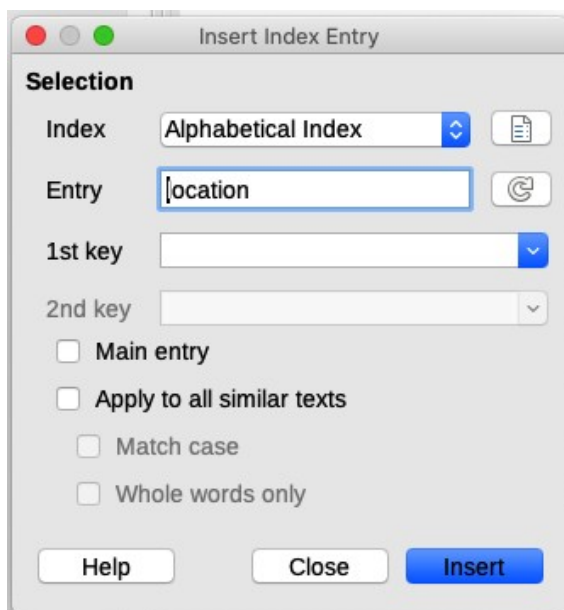 Insert Index Entry
Selection
Index Alphabetical Index
Entry location
1st key
2nd key
Main entry
Apply to all similar texts
Match case
Whole words only
Help Close Insert